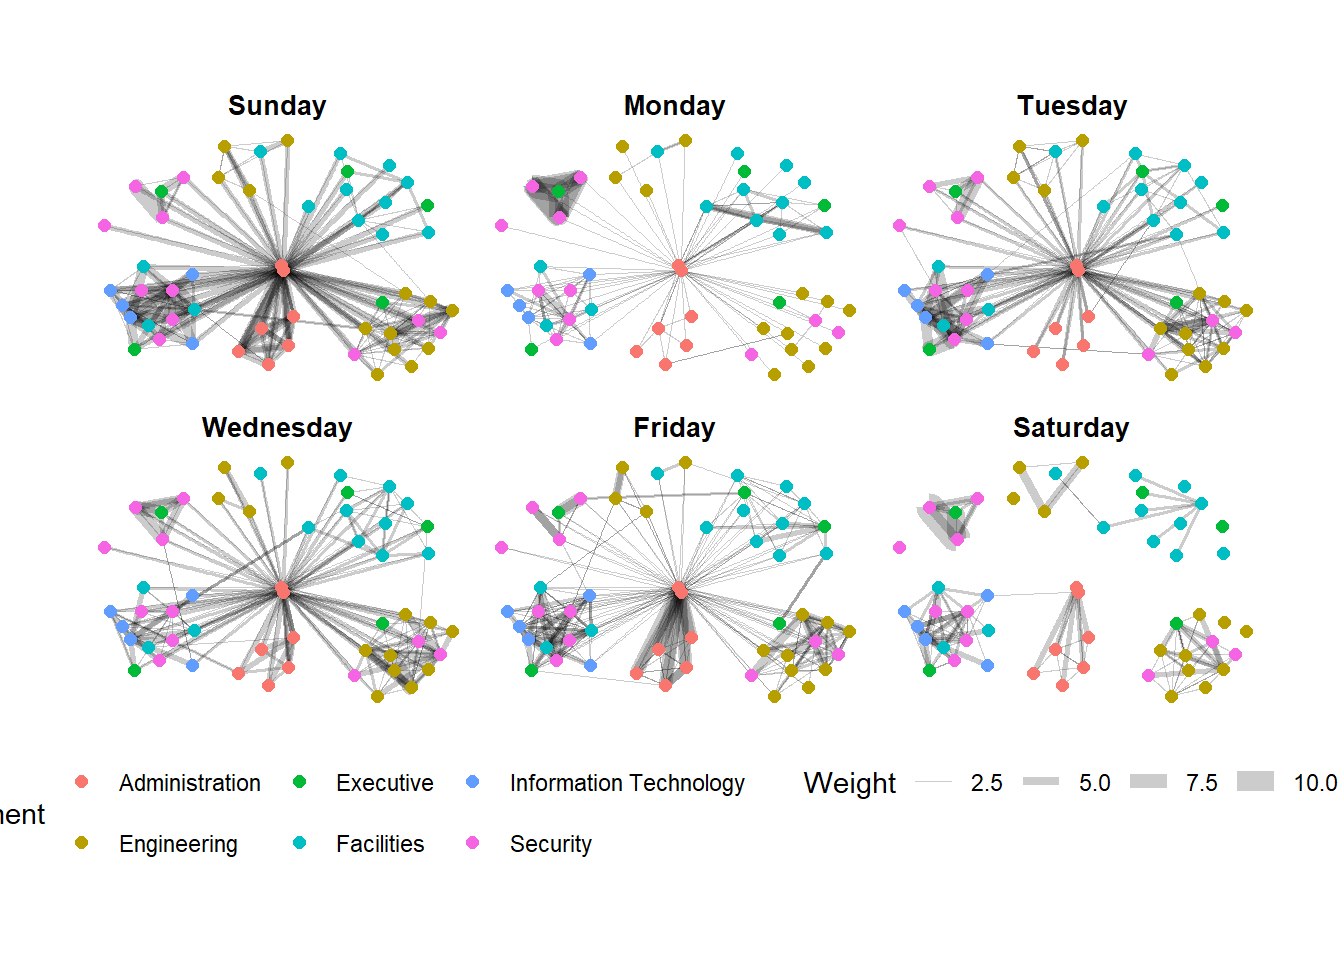 Sunday
Monday
Tuesday
Wednesday
Friday
Saturday
Administration Executive Information Technology Weight 2.5 5.0 7.5 10.0
Engineering Facilities Security